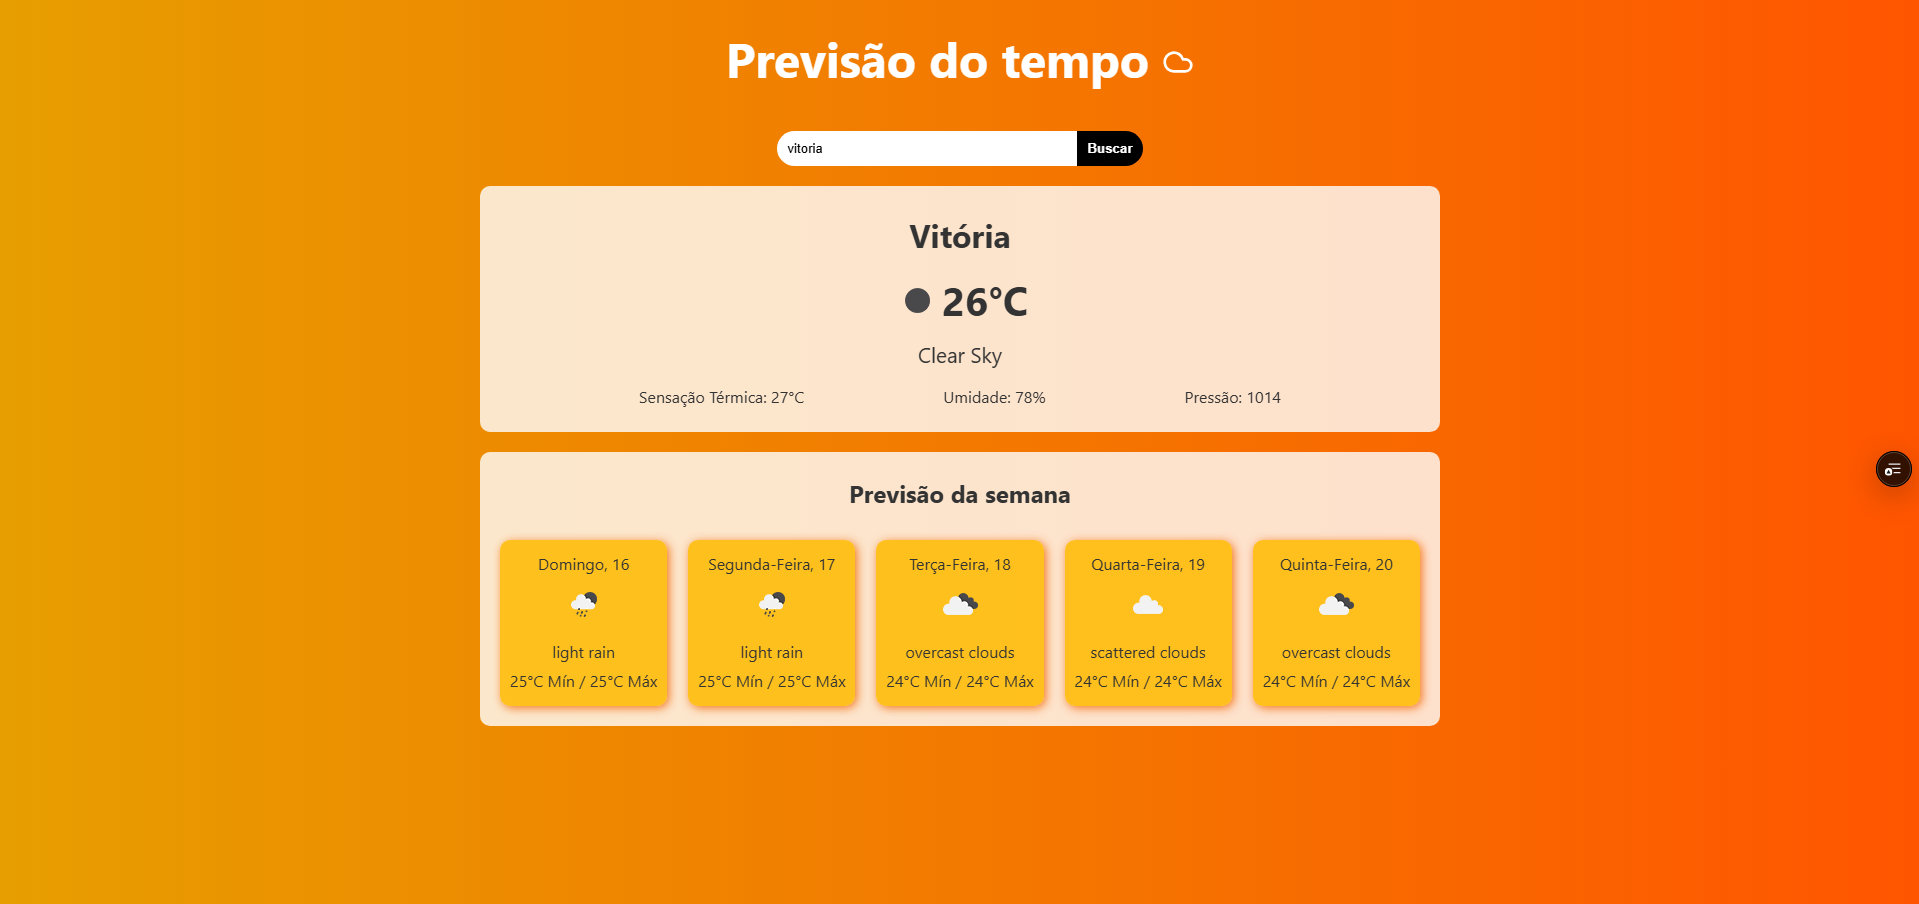 Previsão do tempo
vitoria Buscar
Vitória
26°C
Clear Sky
Sensação Térmica: 27°C Umidade: 78% Pressão: 1014
Previsão da semana
Domingo, 16
light rain
25°C Mín / 25°C Máx
Segunda-Feira, 17
light rain
25°C Mín / 25°C Máx
Terça-Feira, 18
overcast clouds
24°C Mín / 24°C Máx
Quarta-Feira, 19
scattered clouds
24°C Mín / 24°C Máx
Quinta-Feira, 20
overcast clouds
24°C Mín / 24°C Máx